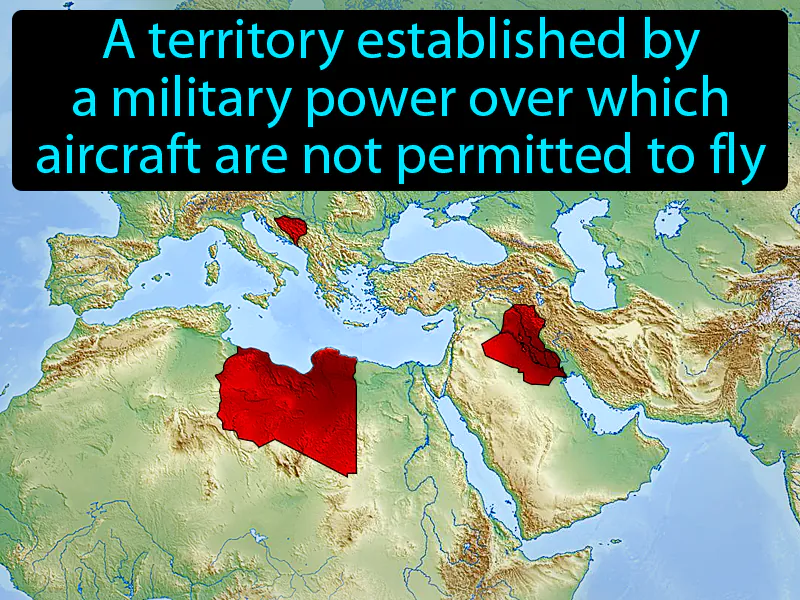 A territory established by
a military power over which
aircraft are not permitted to fly